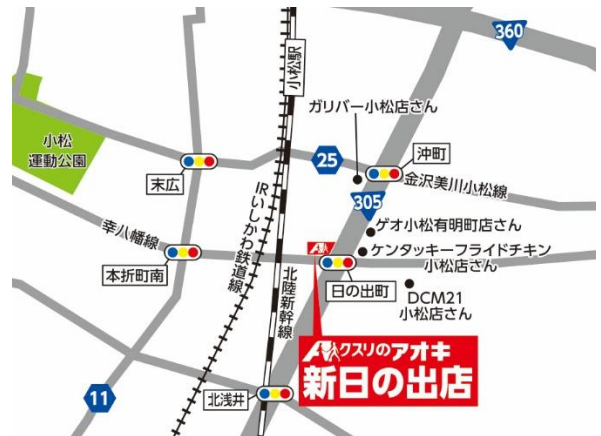 360
小松駅
ガリバー小松店さん
小松
運動公園
25
沖町
末広
金沢美川小松線
IRいしかわ鉄道線
305
ゲオ小松有明町店さん
幸八幡線
ケンタッキーフライドチキン
小松店さん
本折町南
北陸新幹線
日の出町
DCM21
小松店さん
クスリのアオキ
新日の出店
11
北浅井